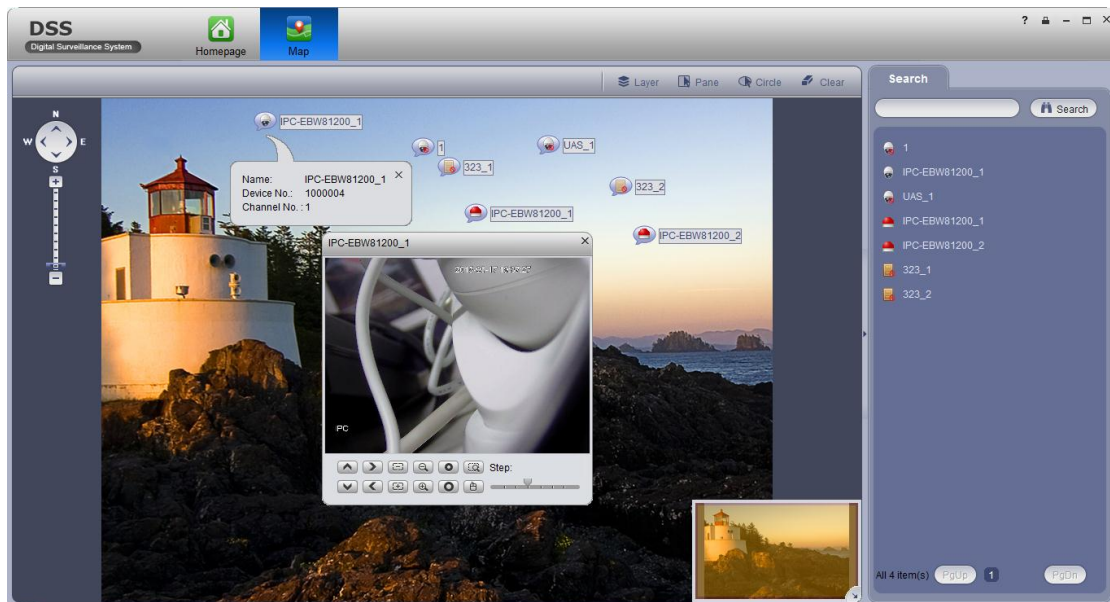 DSS
Digital Surveillance System
Homepage
Map
?
Layer
Pane
Circle
Clear
Search
Search
N
W
E
S
IPC-EBW81200_1
1
UAS_1
323_1
323_2
IPC-EBW81200_1
IPC-EBW81200_2
Name: IPC-EBW81200_1
Device No.: 1000004
Channel No. : 1
IPC-EBW81200_1
IPC
Step:
1
IPC-EBW81200_1
UAS_1
IPC-EBW81200_1
IPC-EBW81200_2
323_1
323_2
All 4 item(s)
PgUp
1
PgDn